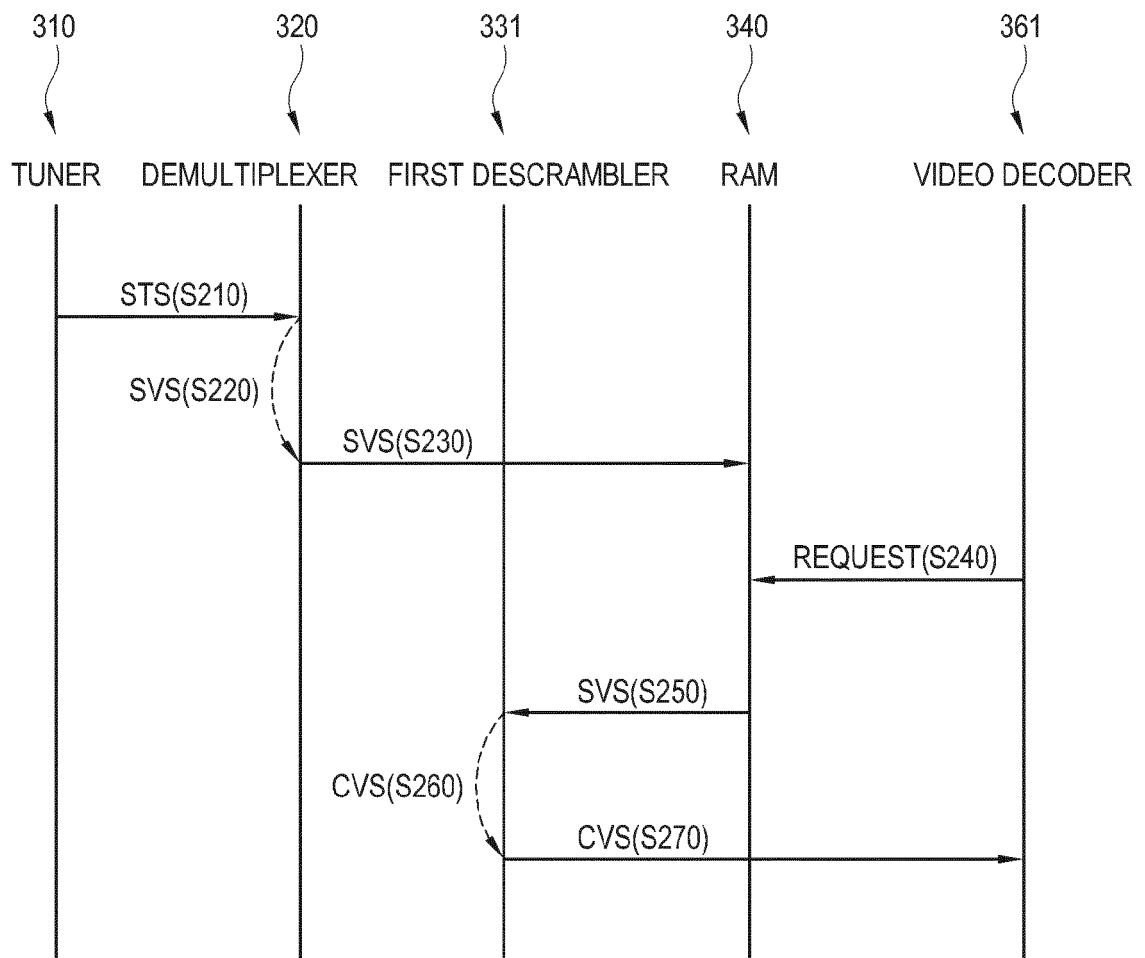 310 320 331 340 361
TUNER DEMULTIPLEXER FIRST DESCRAMBLER RAM VIDEO DECODER
STS(S210)
SVS(S220)
SVS(S230)
REQUEST(S240)
SVS(S250)
CVS(S260)
CVS(S270)